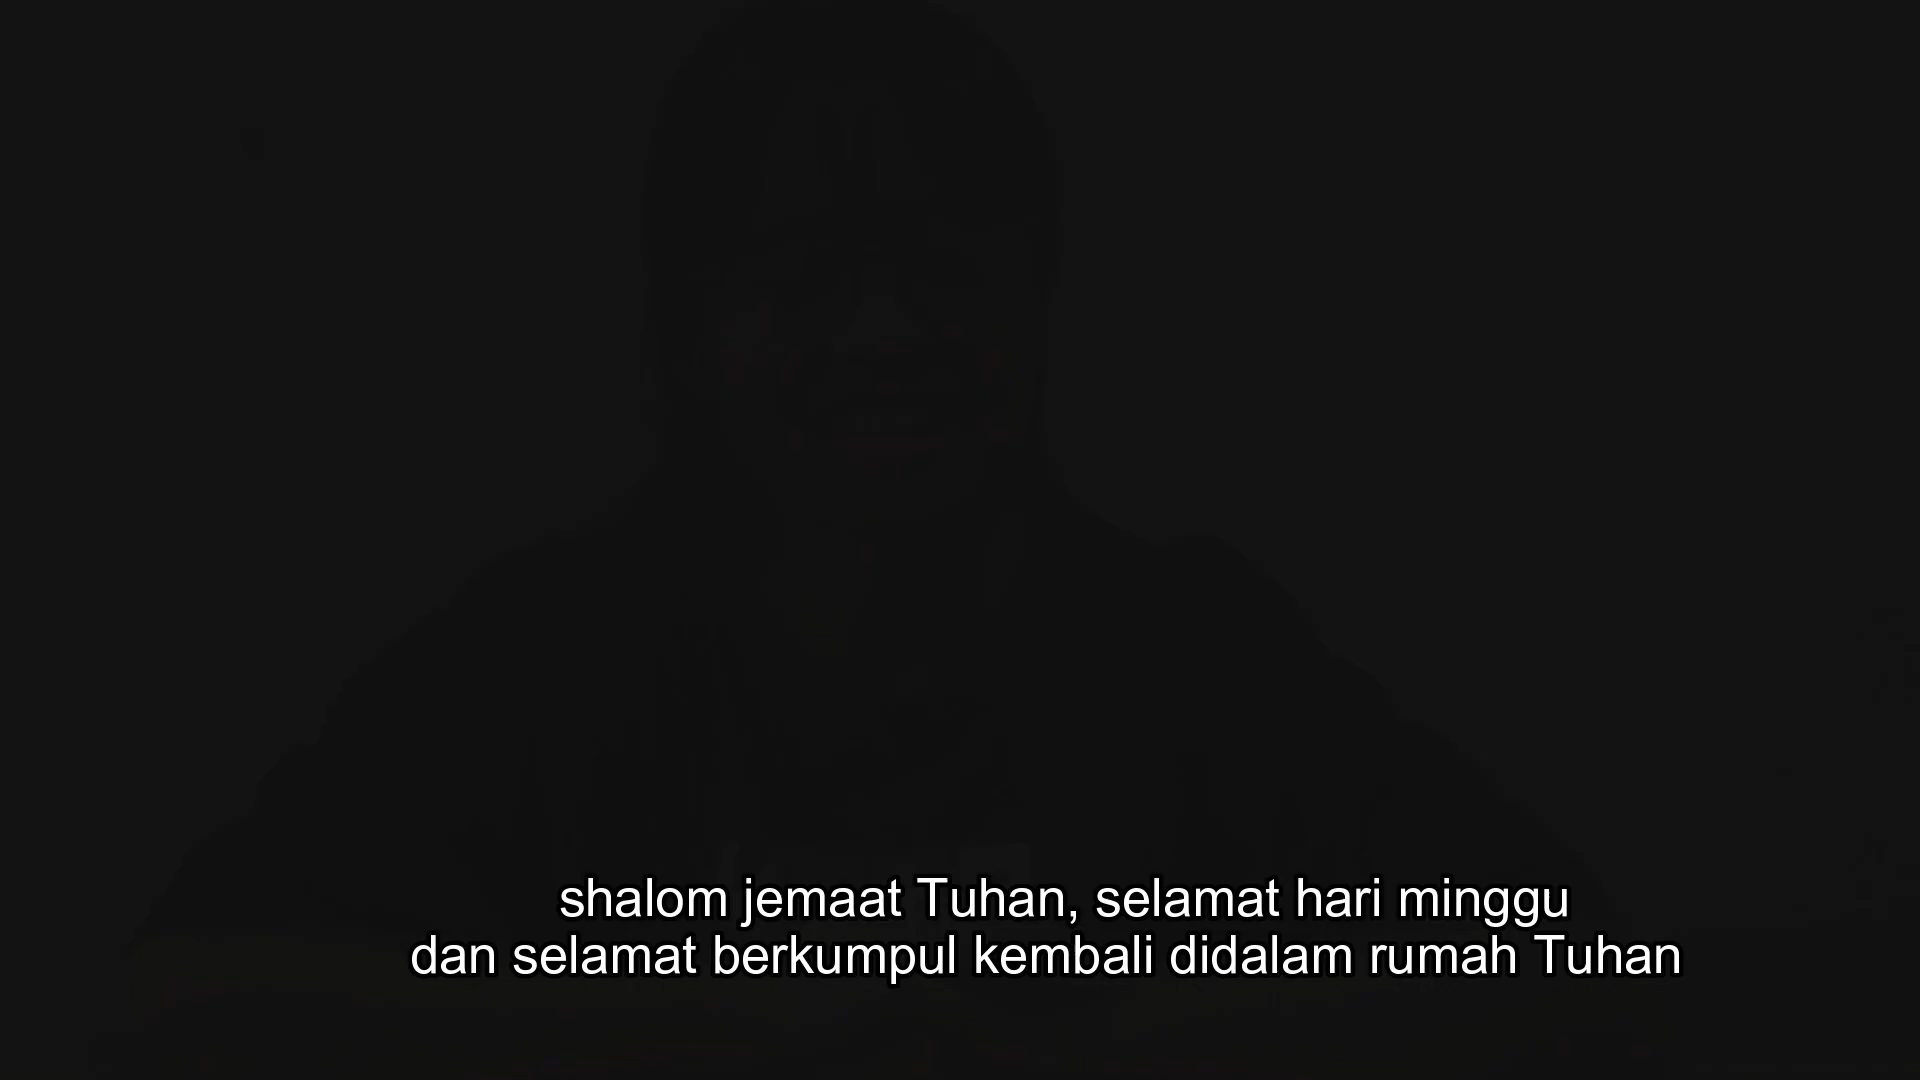 shalom jemaat Tuhan, selamat hari minggu
dan selamat berkumpul kembali didalam rumah Tuhan